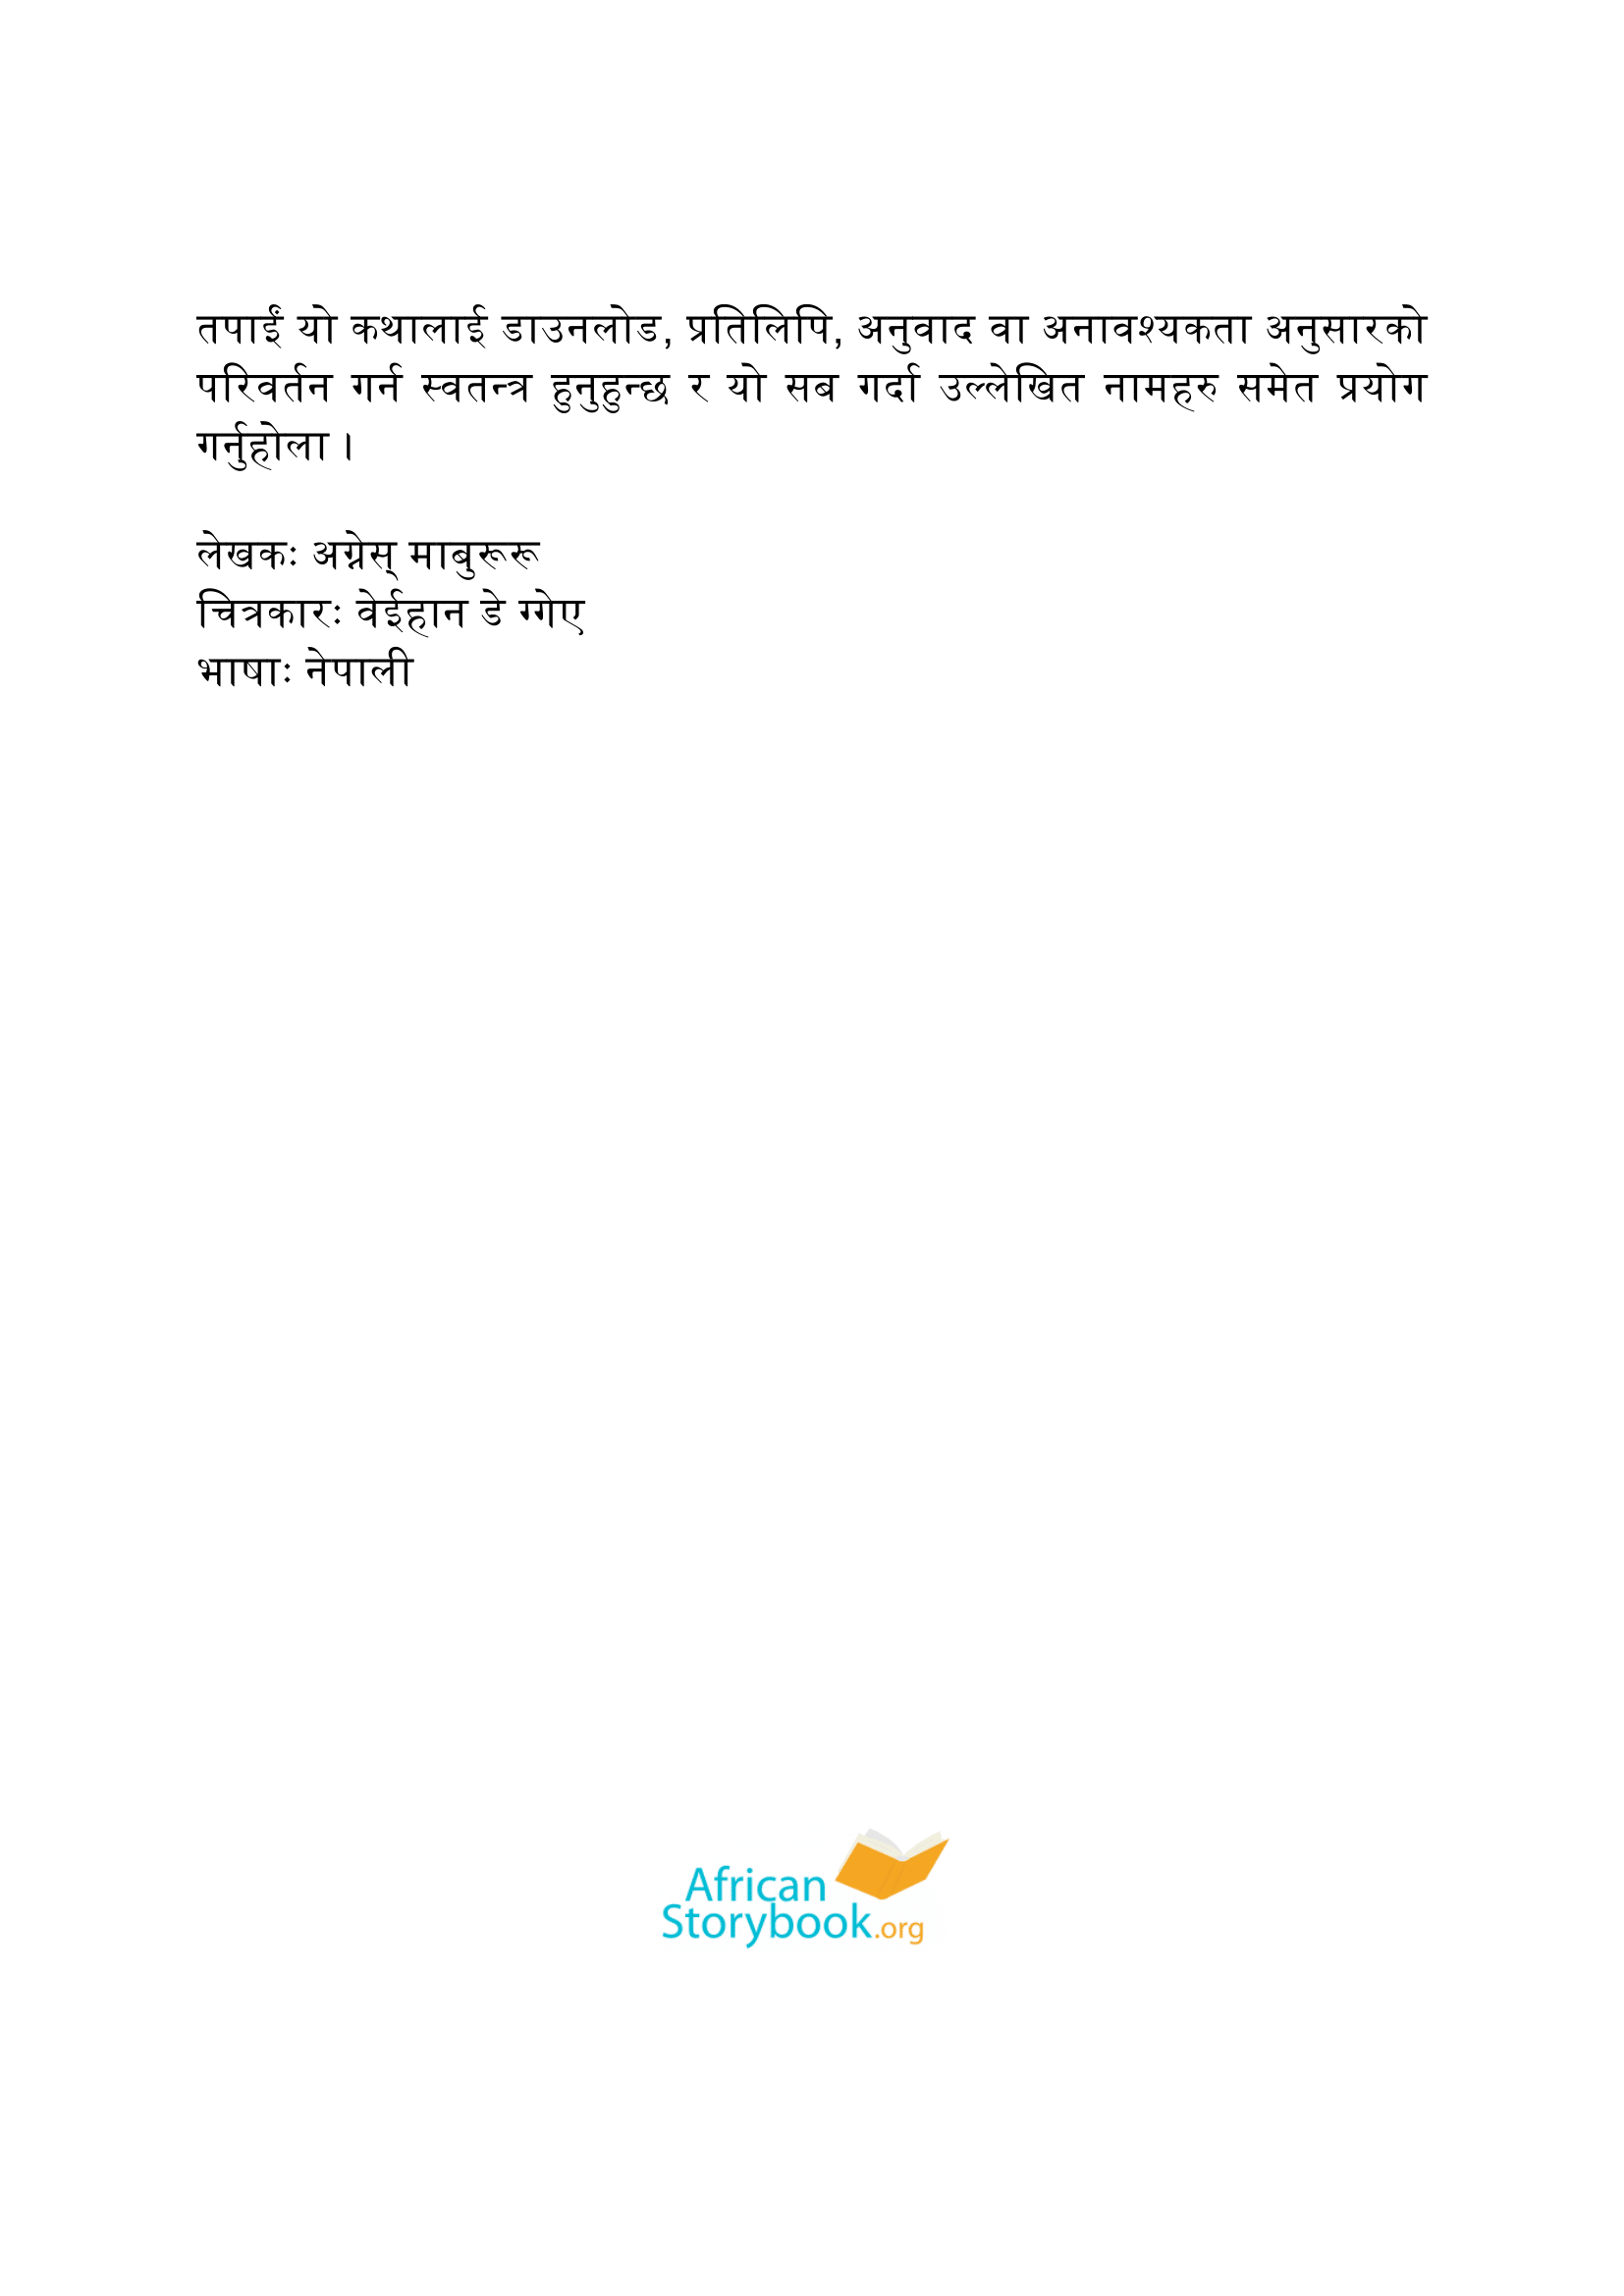 तपाईं यो कथालाई डाउनलोड, प्रतिलिपि, अनुवाद वा अनावश्यकता अनुसारको
परिवर्तन गर्न स्वतन्त्र हुनुहुन्छ र यो सब गर्दा उल्लेखित नामहरु समेत प्रयोग
गर्नुहोला ।
लेखकः अग्नेस् माबुरूरू
चित्रकारः वेईहान डे ग्गेए
भाषाः नेपाली
African
Storybook.org